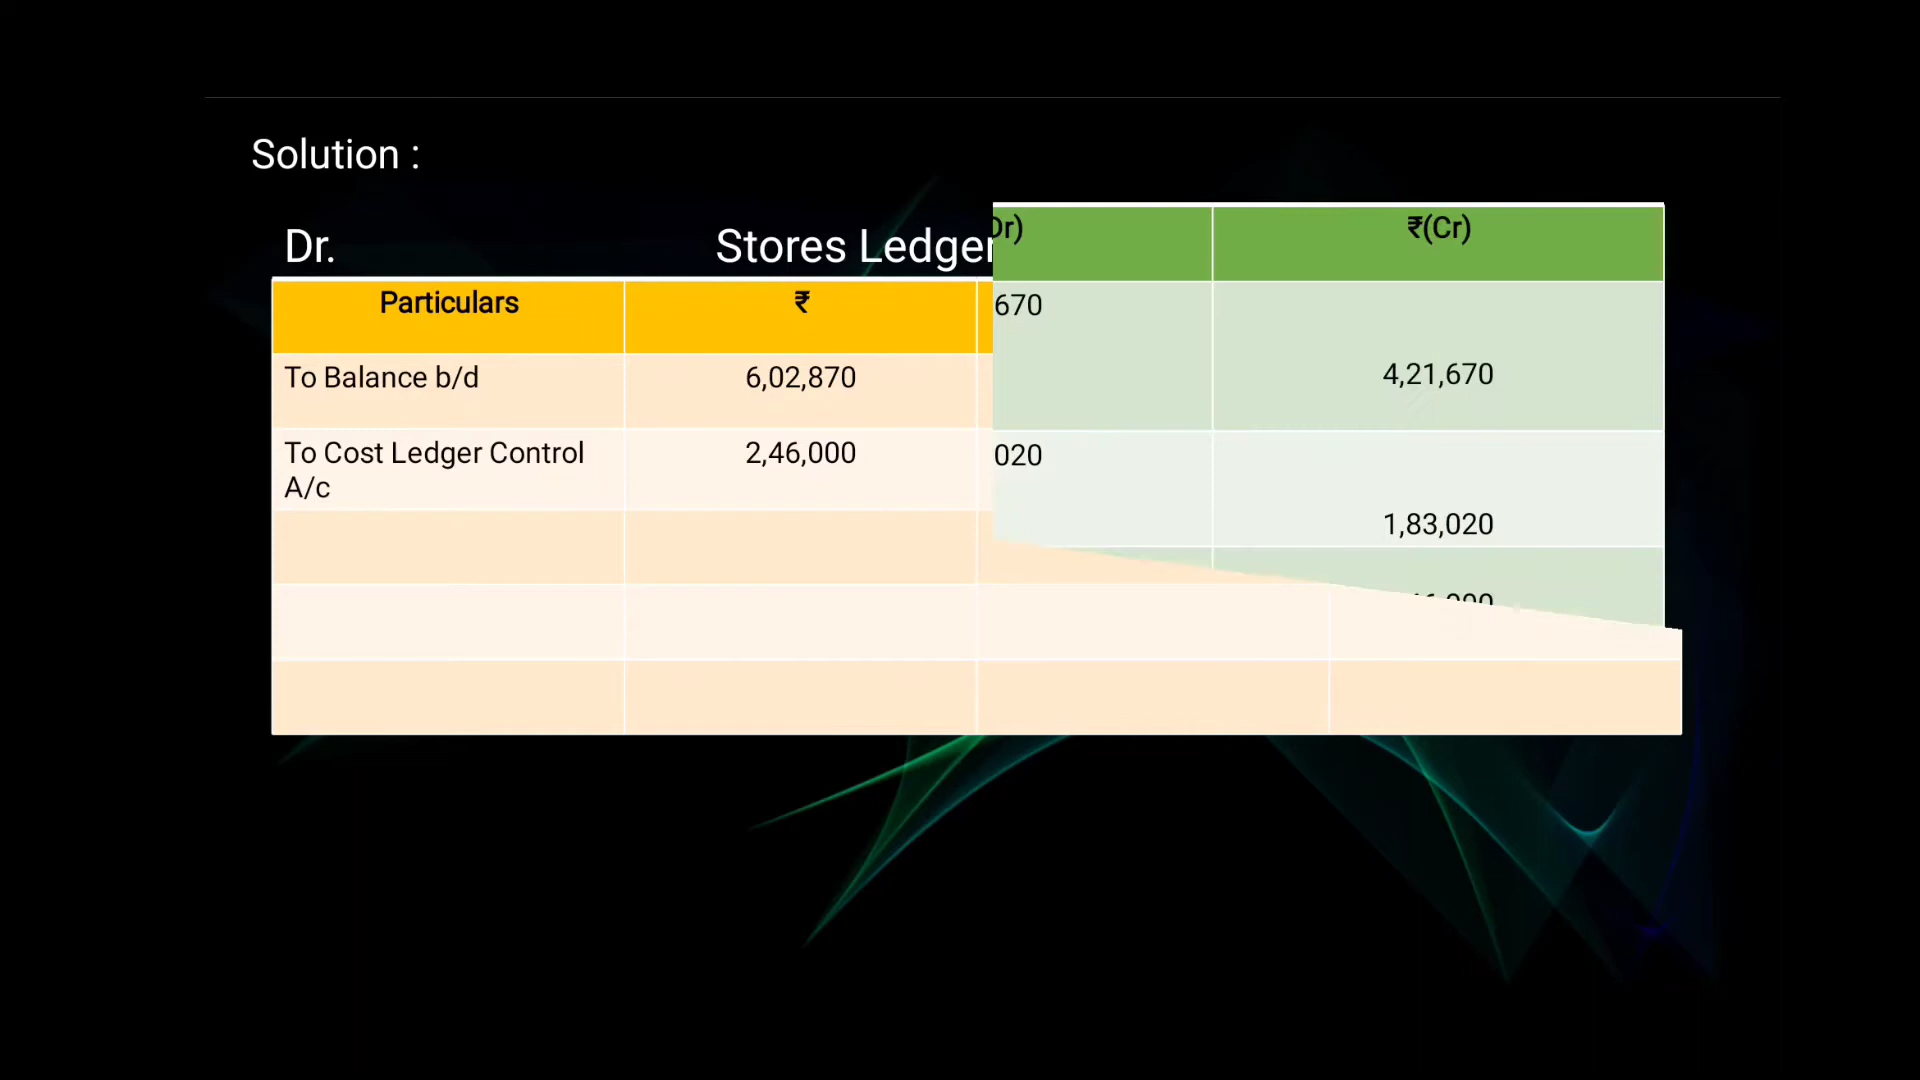 Solution :
Dr.
Stores Ledger
₹(Cr)
Particulars
₹
670
4,21,670
To Balance b/d
6,02,870
To Cost Ledger Control
A/c
2,46,000
020
1,83,020